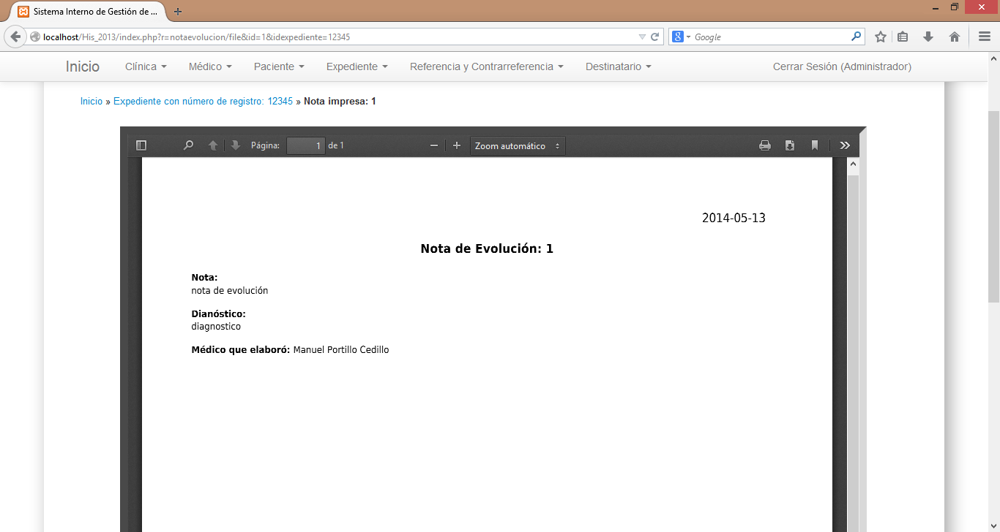 Sistema Interno de Gestión de ...
localhost/His_2013/index.php?r=notaevolucion/file&id=1&idexpediente=12345
8 Google
Inicio Clínica Médico Paciente Expediente Referencia y Contrarreferencia Destinatario Cerrar Sesión (Administrador)
Inicio » Expediente con número de registro: 12345 » Nota impresa: 1
Página: 1 de 1 Zoom automático
2014-05-13
Nota de Evolución: 1
Nota:
nota de evolución
Dianóstico:
diagnostico
Médico que elaboró: Manuel Portillo Cedillo